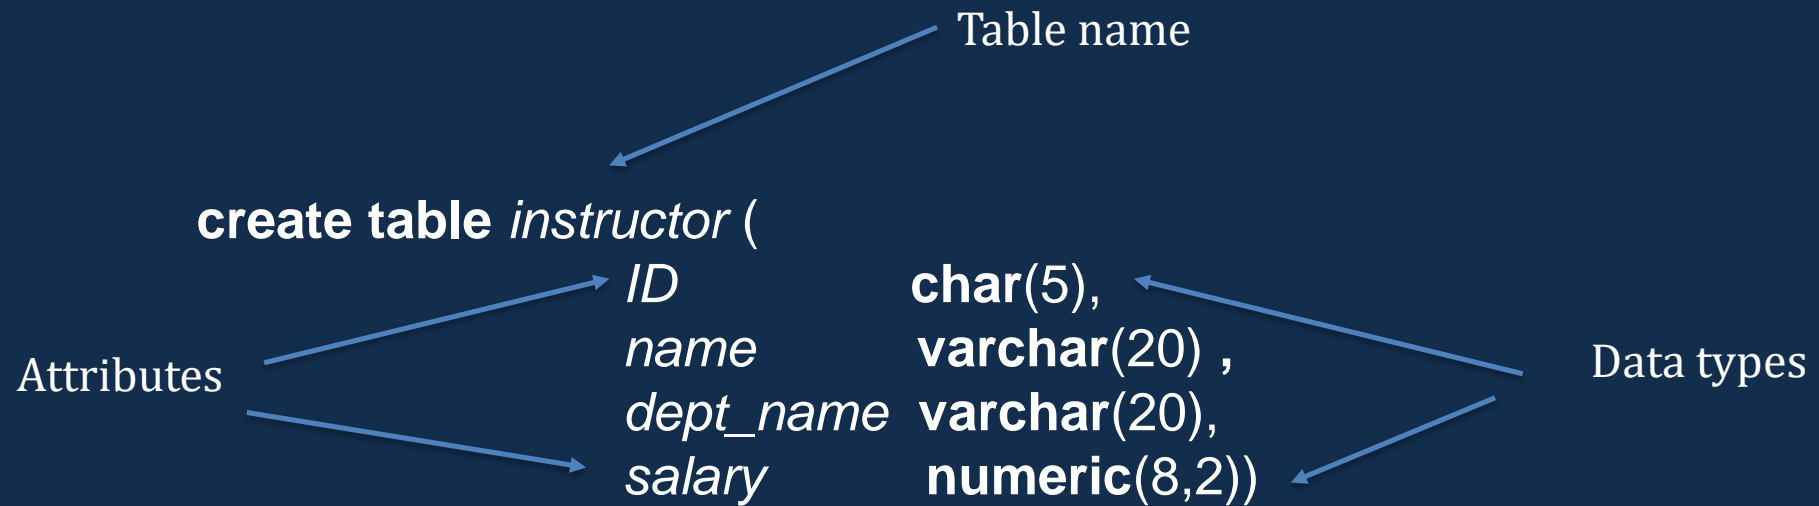 Table name
create table instructor (
ID char(5),
name varchar(20) ,
dept_name varchar(20),
salary numeric(8,2))
Attributes
Data types